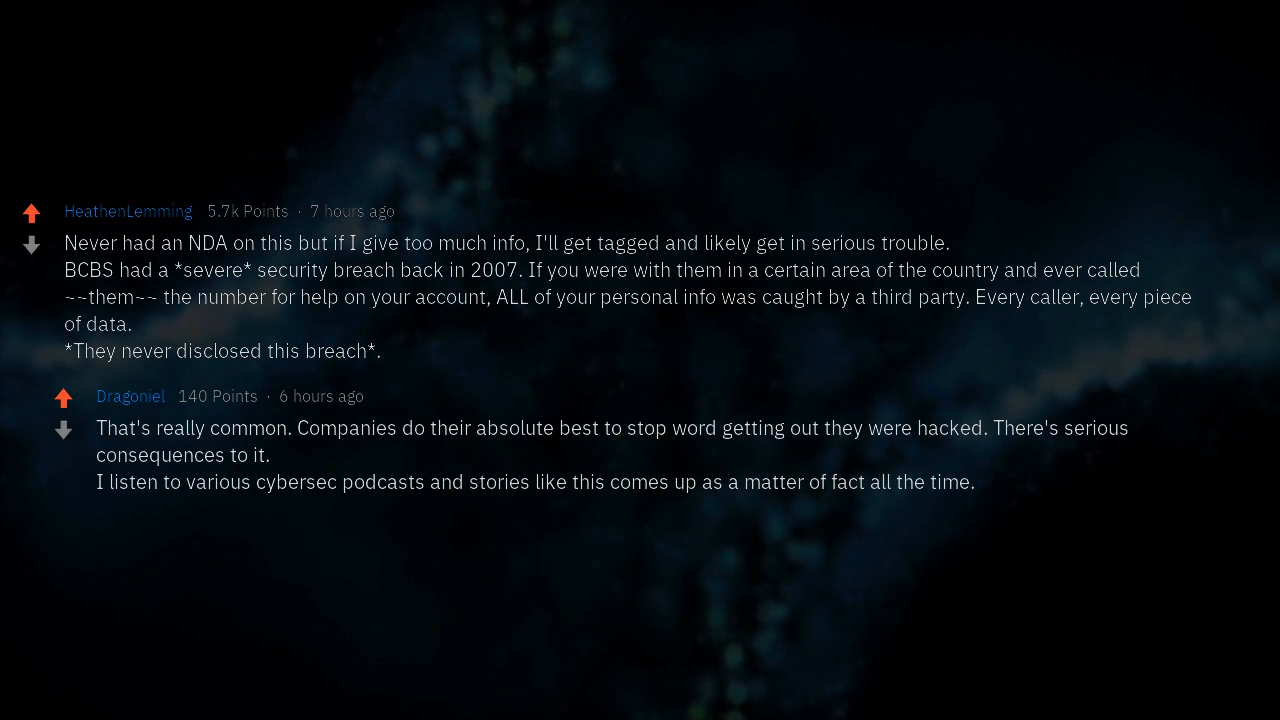 HeathenLemming 5.7k Points · 7 hours ago
Never had an NDA on this but if I give too much info, I'll get tagged and likely get in serious trouble.
BCBS had a *severe* security breach back in 2007. If you were with them in a certain area of the country and ever called
~~them~~ the number for help on your account, ALL of your personal info was caught by a third party. Every caller, every piece
of data.
*They never disclosed this breach*.
Dragoniel 140 Points · 6 hours ago
That's really common. Companies do their absolute best to stop word getting out they were hacked. There's serious
consequences to it.
I listen to various cybersec podcasts and stories like this comes up as a matter of fact all the time.